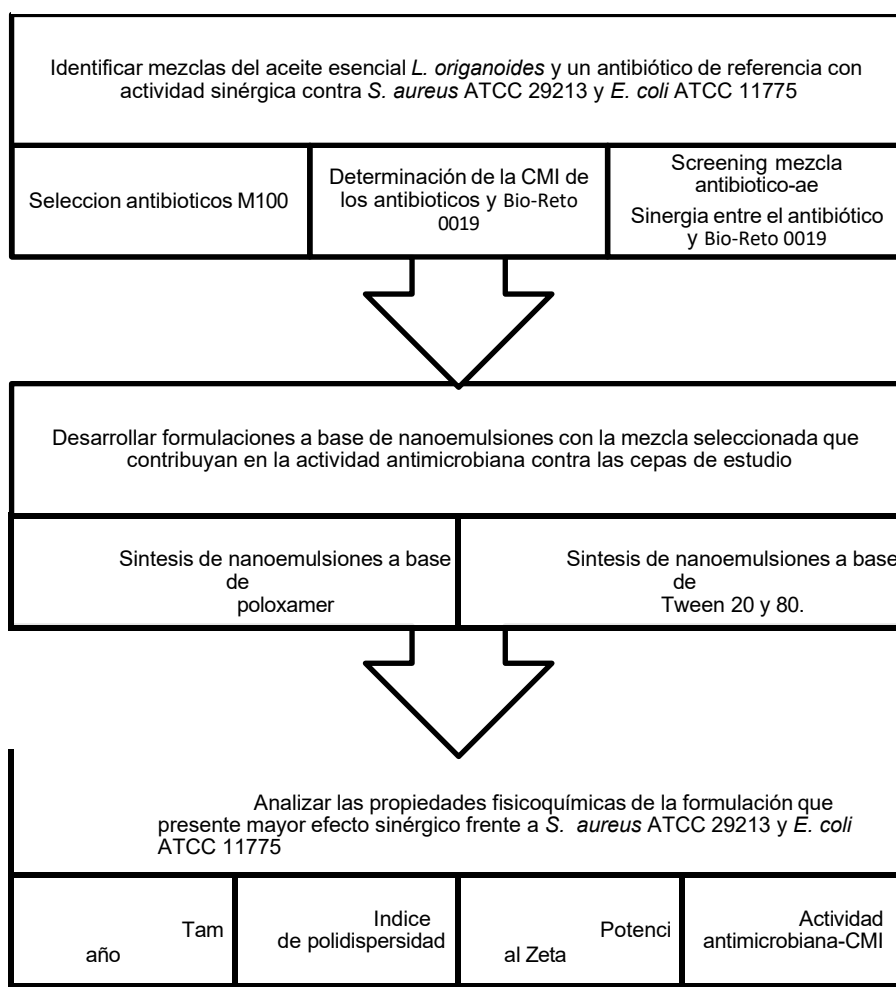 Identificar mezclas del aceite esencial L. origanoides y un antibiótico de referencia con
actividad sinérgica contra S. aureus ATCC 29213 y E. coli ATCC 11775
Seleccion antibioticos M100
Determinación de la CMI de
los antibioticos y Bio-Reto
0019
Screening mezcla
antibiotico-ae
Sinergia entre el antibiótico
y Bio-Reto 0019
Desarrollar formulaciones a base de nanoemulsiones con la mezcla seleccionada que
contribuyan en la actividad antimicrobiana contra las cepas de estudio
Sintesis de nanoemulsiones a base
de
poloxamer
Sintesis de nanoemulsiones a base
de
Tween 20 y 80.
Analizar las propiedades fisicoquímicas de la formulación que
presente mayor efecto sinérgico frente a S. aureus ATCC 29213 y E. coli
ATCC 11775
Tam
año
Indice
de polidispersidad
Potenci
al Zeta
Actividad
antimicrobiana-CMI